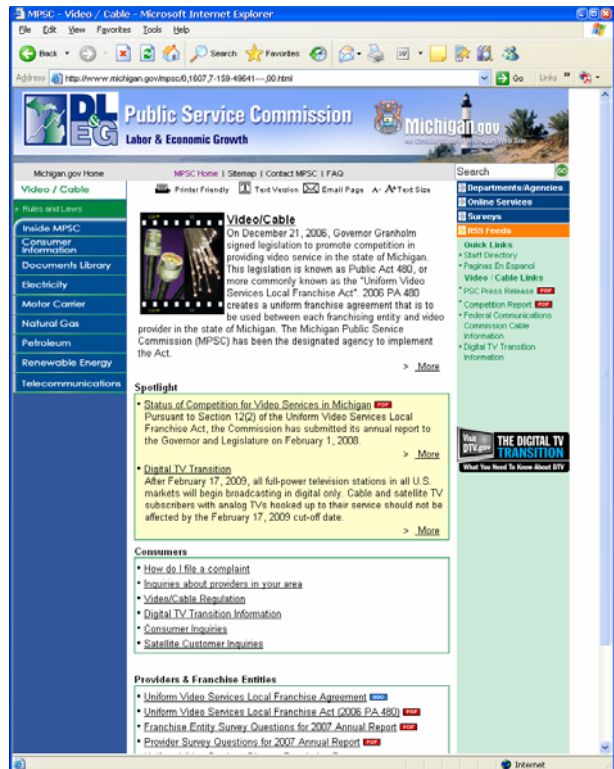 MPSC - Video / Cable - Microsoft Internet Explorer
File Edit View Favorites Tools Help
Back Search Favorites
Address http://www.michigan.gov/mpsc/0,1607,7-159-49641---,00.html Go Links »
DL&EG
Public Service Commission
Labor & Economic Growth
Michigan.gov
Michigan.gov Home
MPSC Home | Sitemap | Contact MPSC | FAQ
Search GO
Video / Cable
Printer Friendly Text Version Email Page A- A+ Text Size
» Rules and Laws
Inside MPSC
Consumer
Information
Documents Library
Electricity
Motor Carrier
Natural Gas
Petroleum
Renewable Energy
Telecommunications
Video/Cable
On December 21, 2006, Governor Granholm
signed legislation to promote competition in
providing video service in the state of Michigan.
This legislation is known as Public Act 480, or
more commonly known as the "Uniform Video
Services Local Franchise Act". 2006 PA 480
creates a uniform franchise agreement that is to
be used between each franchising entity and video
provider in the state of Michigan. The Michigan Public Service
Commission (MPSC) has been the designated agency to implement
the Act.
> More
Spotlight
• Status of Competition for Video Services in Michigan PDF
Pursuant to Section 12(2) of the Uniform Video Services Local
Franchise Act, the Commission has submitted its annual report to
the Governor and Legislature on February 1, 2008.
> More
• Digital TV Transition
After February 17, 2009, all full-power television stations in all U.S.
markets will begin broadcasting in digital only. Cable and satellite TV
subscribers with analog TVs hooked up to their service should not be
affected by the February 17, 2009 cut-off date.
> More
Consumers
• How do I file a complaint
• Inquiries about providers in your area
• Video/Cable Regulation
• Digital TV Transition Information
• Consumer Inquiries
• Satellite Customer Inquiries
Providers & Franchise Entities
• Uniform Video Services Local Franchise Agreement DOC
• Uniform Video Services Local Franchise Act (2006 PA 480) PDF
• Franchise Entity Survey Questions for 2007 Annual Report PDF
• Provider Survey Questions for 2007 Annual Report PDF
Departments/Agencies
Online Services
Surveys
RSS Feeds
Quick Links
• Staff Directory
• Paginas En Espanol
Video / Cable Links
• PSC Press Release PDF
• Competition Report PDF
• Federal Communications
Commission Cable
Information
• Digital TV Transition
Information
Visit
DTV.gov
THE DIGITAL TV
TRANSITION
What You Need To Know About DTV
Internet